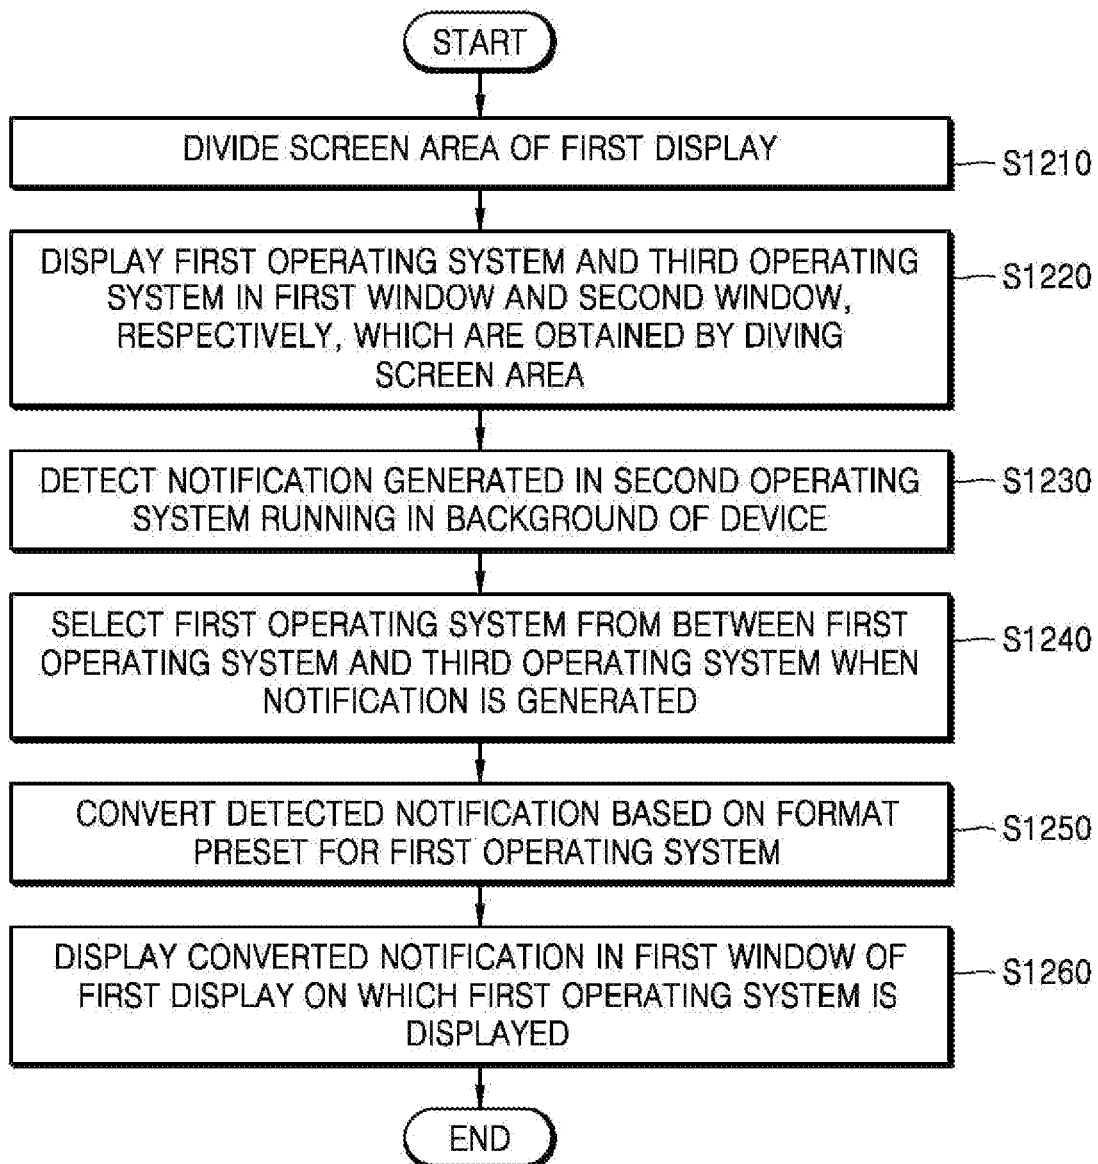 START
DIVIDE SCREEN AREA OF FIRST DISPLAY
S1210
DISPLAY FIRST OPERATING SYSTEM AND THIRD OPERATING
SYSTEM IN FIRST WINDOW AND SECOND WINDOW,
RESPECTIVELY, WHICH ARE OBTAINED BY DIVING
SCREEN AREA
S1220
DETECT NOTIFICATION GENERATED IN SECOND OPERATING
SYSTEM RUNNING IN BACKGROUND OF DEVICE
S1230
SELECT FIRST OPERATING SYSTEM FROM BETWEEN FIRST
OPERATING SYSTEM AND THIRD OPERATING SYSTEM WHEN
NOTIFICATION IS GENERATED
S1240
CONVERT DETECTED NOTIFICATION BASED ON FORMAT
PRESET FOR FIRST OPERATING SYSTEM
S1250
DISPLAY CONVERTED NOTIFICATION IN FIRST WINDOW OF
FIRST DISPLAY ON WHICH FIRST OPERATING SYSTEM IS
DISPLAYED
S1260
END